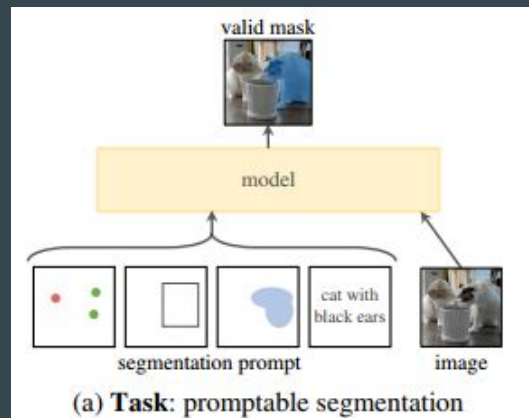 valid mask
model
cat with
black ears
segmentation prompt
image
(a) Task: promptable segmentation